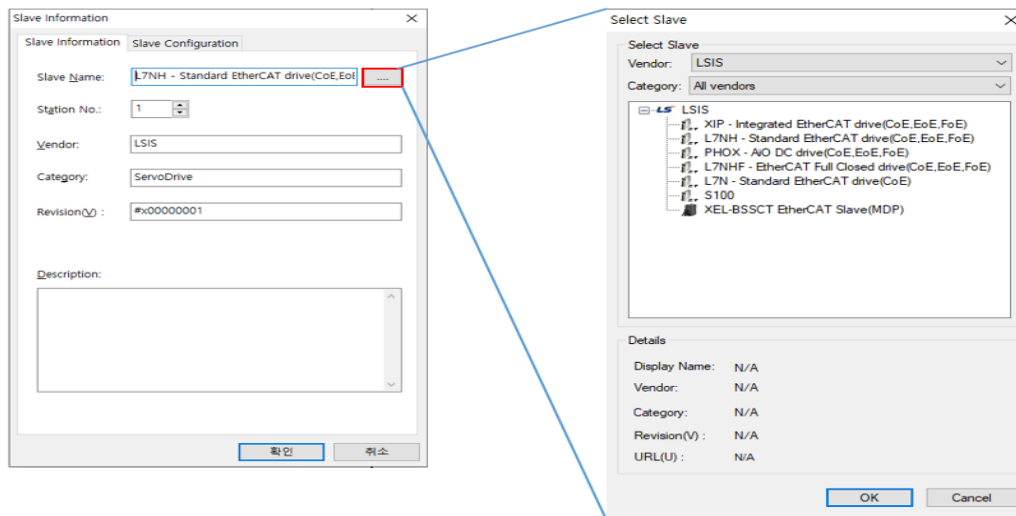 Slave Information
Slave Information
Slave Configuration
Slave Name:
L7NH - Standard EtherCAT drive(CoE,EoE
....
Station No.:
1
Vendor:
LSIS
Category:
ServoDrive
Revision(V) :
#x00000001
Description:
확인
취소
Select Slave
Select Slave
Vendor:
LSIS
Category:
All vendors
LS LSIS
XIP - Integrated EtherCAT drive(CoE,EoE,FoE)
L7NH - Standard EtherCAT drive(CoE,EoE,FoE)
PHOX - AiO DC drive(CoE,EoE,FoE)
L7NHF - EtherCAT Full Closed drive(CoE,EoE,FoE)
L7N - Standard EtherCAT drive(CoE)
S100
XEL-BSSCT EtherCAT Slave(MDP)
Details
Display Name: N/A
Vendor: N/A
Category: N/A
Revision(V) : N/A
URL(U) : N/A
OK
Cancel